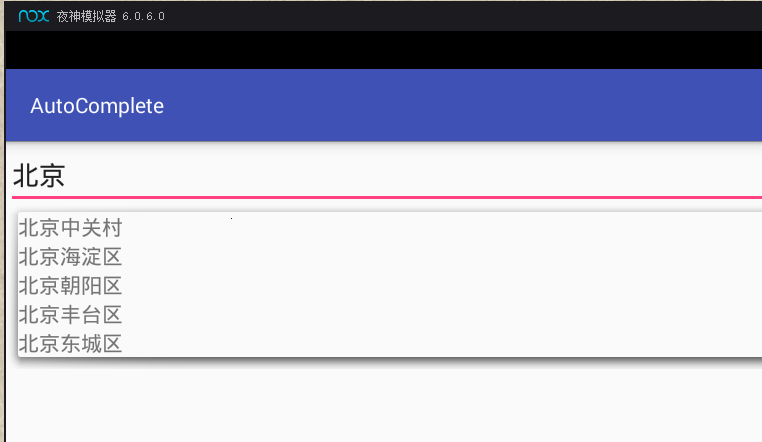 nox 夜神模拟器 6.0.6.0
AutoComplete
北京
北京中关村
北京海淀区
北京朝阳区
北京丰台区
北京东城区